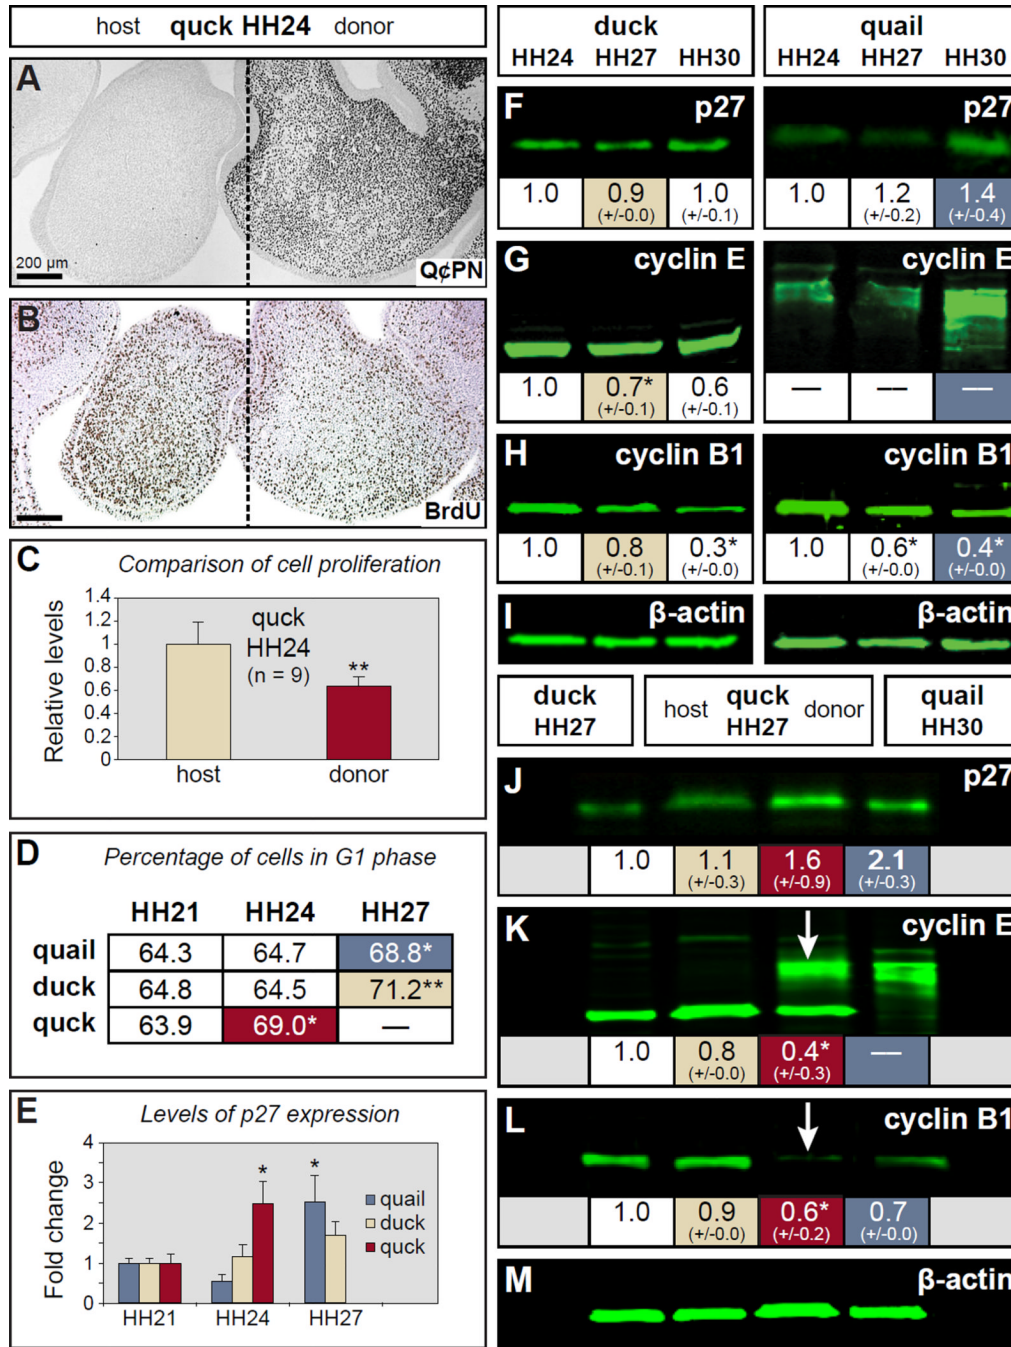 host quck HH24 donor
A
200 µm
Q¢PN
B
BrdU
C Comparison of cell proliferation
Relative levels
1.4
1.2
1
0.8
0.6
0.4
0.2
0
quck
HH24
(n = 9)
**
host donor
D Percentage of cells in G1 phase
HH21 HH24 HH27
quail 64.3 64.7 68.8*
duck 64.8 64.5 71.2**
quck 63.9 69.0* —
E Levels of p27 expression
Fold change
4
3
2
1
0
* *
quail
duck
quck
HH21 HH24 HH27
duck
HH24 HH27 HH30
quail
HH24 HH27 HH30
F p27 p27
1.0 0.9 1.0 1.0 1.2 1.4
(+/-0.0) (+/-0.1) (+/-0.2) (+/-0.4)
G cyclin E cyclin E
1.0 0.7* 0.6 — — —
(+/-0.1) (+/-0.1)
H cyclin B1 cyclin B1
1.0 0.8 0.3* 1.0 0.6* 0.4*
(+/-0.1) (+/-0.0) (+/-0.0) (+/-0.0)
I β-actin β-actin
duck
HH27
host quck donor
HH27
quail
HH30
J p27
1.0 1.1 1.6 2.1
(+/-0.3) (+/-0.9) (+/-0.3)
K cyclin E
1.0 0.8 0.4* —
(+/-0.0) (+/-0.3)
L cyclin B1
1.0 0.9 0.6* 0.7
(+/-0.0) (+/-0.2) (+/-0.0)
M β-actin